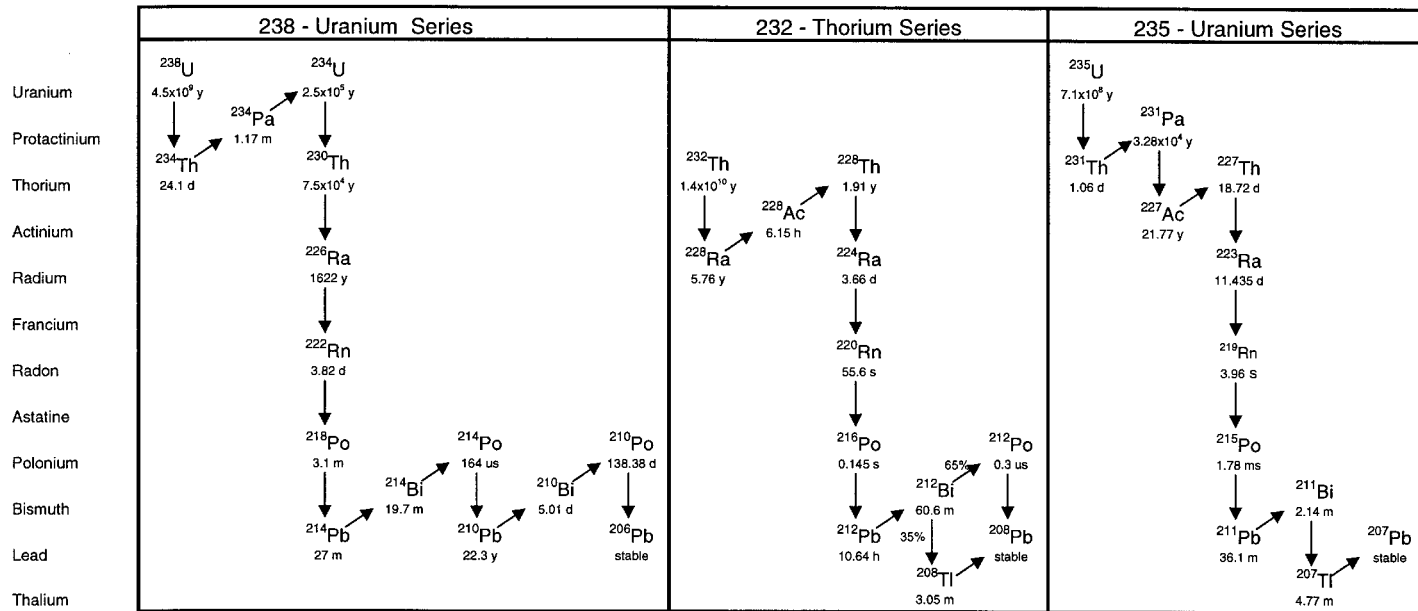 238 - Uranium Series 232 - Thorium Series 235 - Uranium Series
²³⁸U ²³⁴U ²³⁵U
Uranium 4.5x10⁹ y 2.5x10⁵ y 7.1x10⁸ y
²³⁴Pa ²³¹Pa
Protactinium 1.17 m 3.28x10⁴ y
²³⁴Th ²³⁰Th ²³²Th ²²⁸Th ²³¹Th ²²⁷Th
Thorium 24.1 d 7.5x10⁴ y 1.4x10¹⁰ y 1.91 y 1.06 d 18.72 d
²²⁸Ac ²²⁷Ac
Actinium 6.15 h 21.77 y
²²⁶Ra ²²⁸Ra ²²⁴Ra ²²³Ra
Radium 1622 y 5.76 y 3.66 d 11.435 d
Francium
²²²Rn ²²⁰Rn ²¹⁹Rn
Radon 3.82 d 55.6 s 3.96 S
Astatine
²¹⁸Po ²¹⁴Po ²¹⁰Po ²¹⁶Po ²¹²Po ²¹⁵Po
Polonium 3.1 m 164 us 138.38 d 0.145 s 65% 0.3 us 1.78 ms
²¹⁴Bi ²¹⁰Bi ²¹²Bi ²¹¹Bi
Bismuth 19.7 m 5.01 d 60.6 m 2.14 m
²¹⁴Pb ²¹⁰Pb ²⁰⁶Pb ²¹²Pb 35% ²⁰⁸Pb ²¹¹Pb ²⁰⁷Pb
Lead 27 m 22.3 y stable 10.64 h stable 36.1 m stable
²⁰⁸Tl ²⁰⁷Tl
Thalium 3.05 m 4.77 m